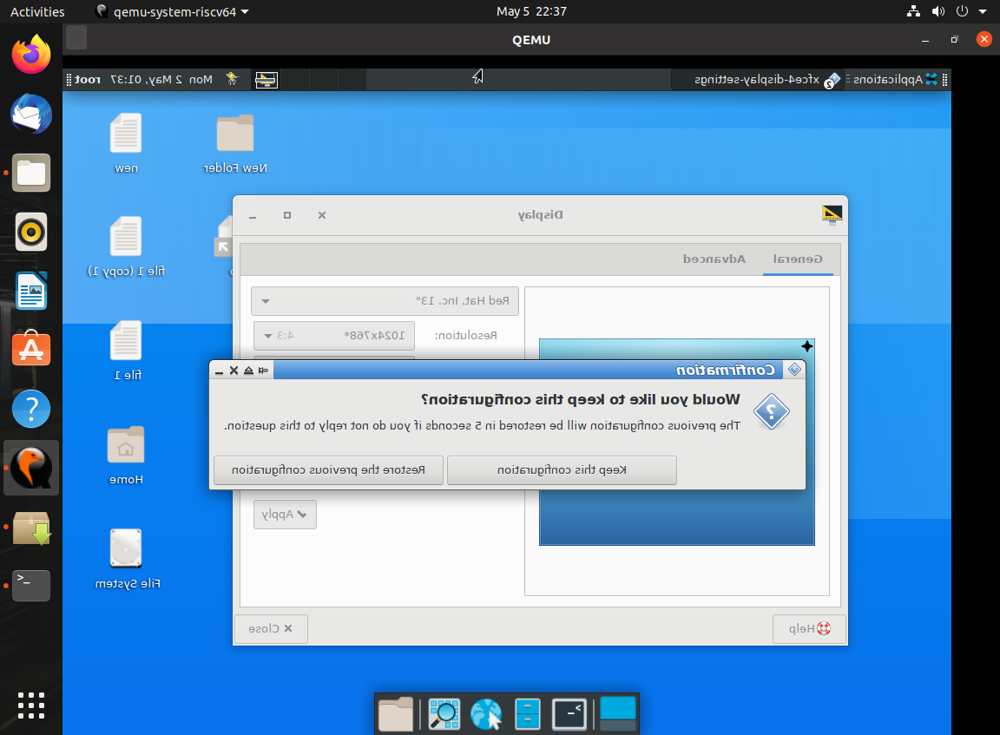 Activities
qemu-system-riscv64
May 5 22:37
QEMU
Applications
2
xfce4-display-settings
Mon 2 May, 01:37
root
new
New Folder
file 1 (copy 1)
file 1
Home
File System
Display
General
Advanced
Red, Hat, Inc. 13"
Resolution:
1024x768*
4:3
Confirmation
Would you like to keep this configuration?
The previous configuration will be restored in 5 seconds if you do not reply to this question.
Keep this configuration
Restore the previous configuration
Apply
Help
Close